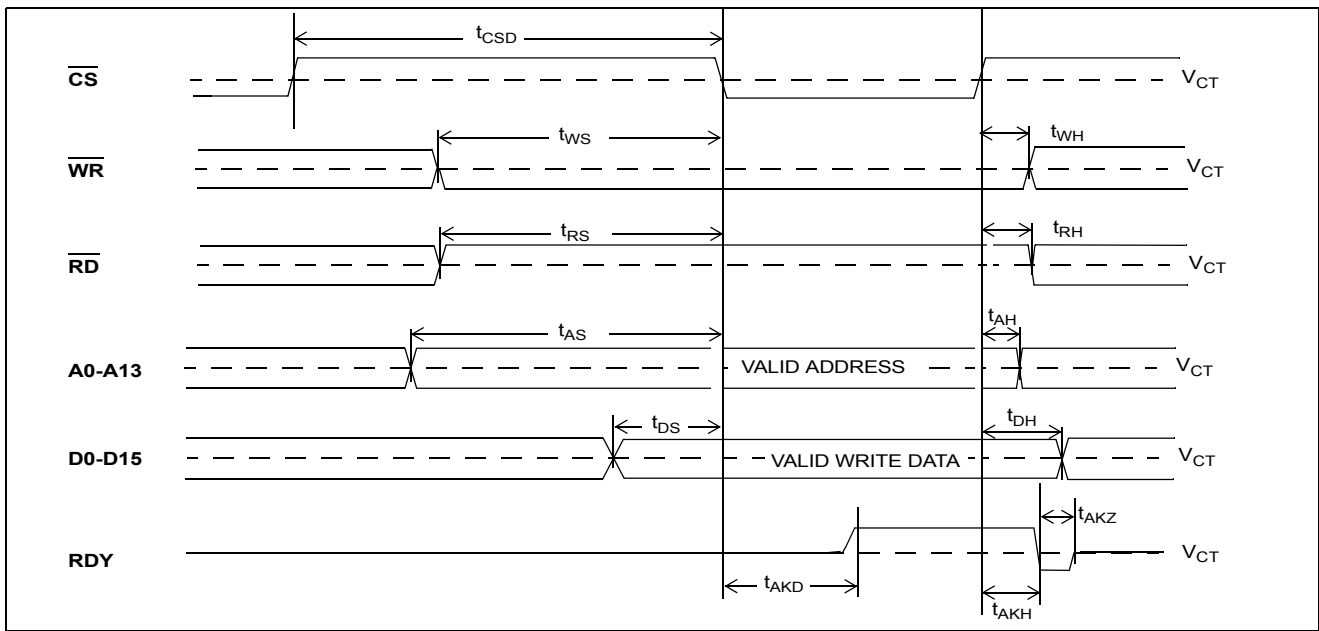 tCSD
CS VCT
tWS tWH
WR VCT
tRS tRH
RD VCT
tAS tAH
A0-A13 VALID ADDRESS VCT
tDS tDH
D0-D15 VALID WRITE DATA VCT
tAKZ
RDY VCT
tAKD tAKH